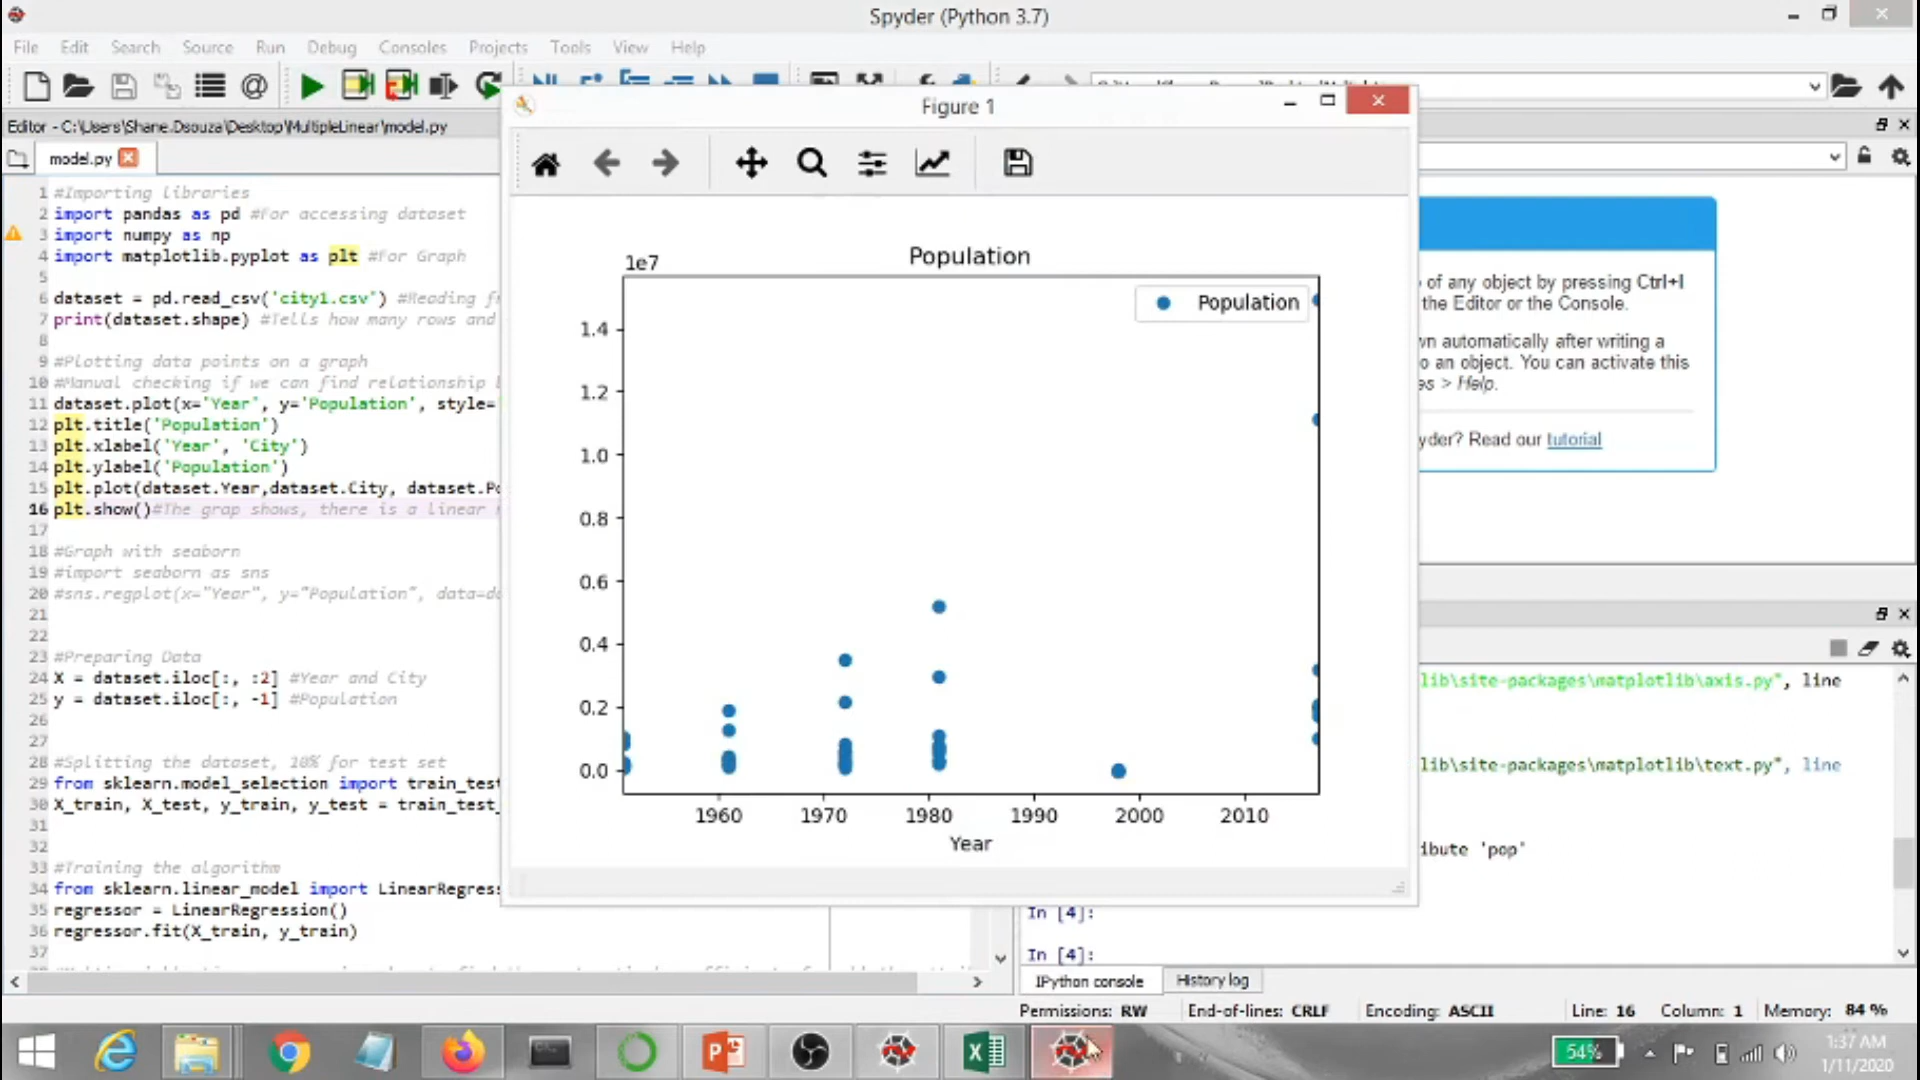 Spyder (Python 3.7)
File Edit Search Source Run Debug Consoles Projects Tools View Help
Editor - C:\Users\Shane.Dsouza\Desktop\MultipleLinear\model.py
model.py
1 #Importing libraries
2 import pandas as pd #For accessing dataset
3 import numpy as np
4 import matplotlib.pyplot as plt #For Graph
5
6 dataset = pd.read_csv('city1.csv') #Reading
7 print(dataset.shape) #Tells how many rows and
8
9 #Plotting data points on a graph
10 #Manual checking if we can find relationship
11 dataset.plot(x='Year', y='Population', style=
12 plt.title('Population')
13 plt.xlabel('Year', 'City')
14 plt.ylabel('Population')
15 plt.plot(dataset.Year,dataset.City, dataset.Po
16 plt.show()#The grap shows, there is a linear
17
18 #Graph with seaborn
19 #import seaborn as sns
20 #sns.regplot(x="Year", y="Population", data=da
21
22
23 #Preparing Data
24 X = dataset.iloc[:, :2] #Year and City
25 y = dataset.iloc[:, -1] #Population
26
27
28 #Splitting the dataset, 10% for test set
29 from sklearn.model_selection import train_test
30 X_train, X_test, y_train, y_test = train_test_
31
32
33 #Training the algorithm
34 from sklearn.linear_model import LinearRegres
35 regressor = LinearRegression()
36 regressor.fit(X_train, y_train)
37
Figure 1
Population
1e7
Population
1.4
1.2
1.0
0.8
0.6
0.4
0.2
0.0
1960 1970 1980 1990 2000 2010
Year
of any object by pressing Ctrl+I
the Editor or the Console.
automatically after writing a
an object. You can activate this
> Help.
Read our tutorial
lib\site-packages\matplotlib\axis.py", line
lib\site-packages\matplotlib\text.py", line
ibute 'pop'
In [4]:
In [4]:
IPython console History log
Permissions: RW End-of-lines: CRLF Encoding: ASCII Line: 16 Column: 1 Memory: 84 %
54%
1:37 AM
1/11/2020